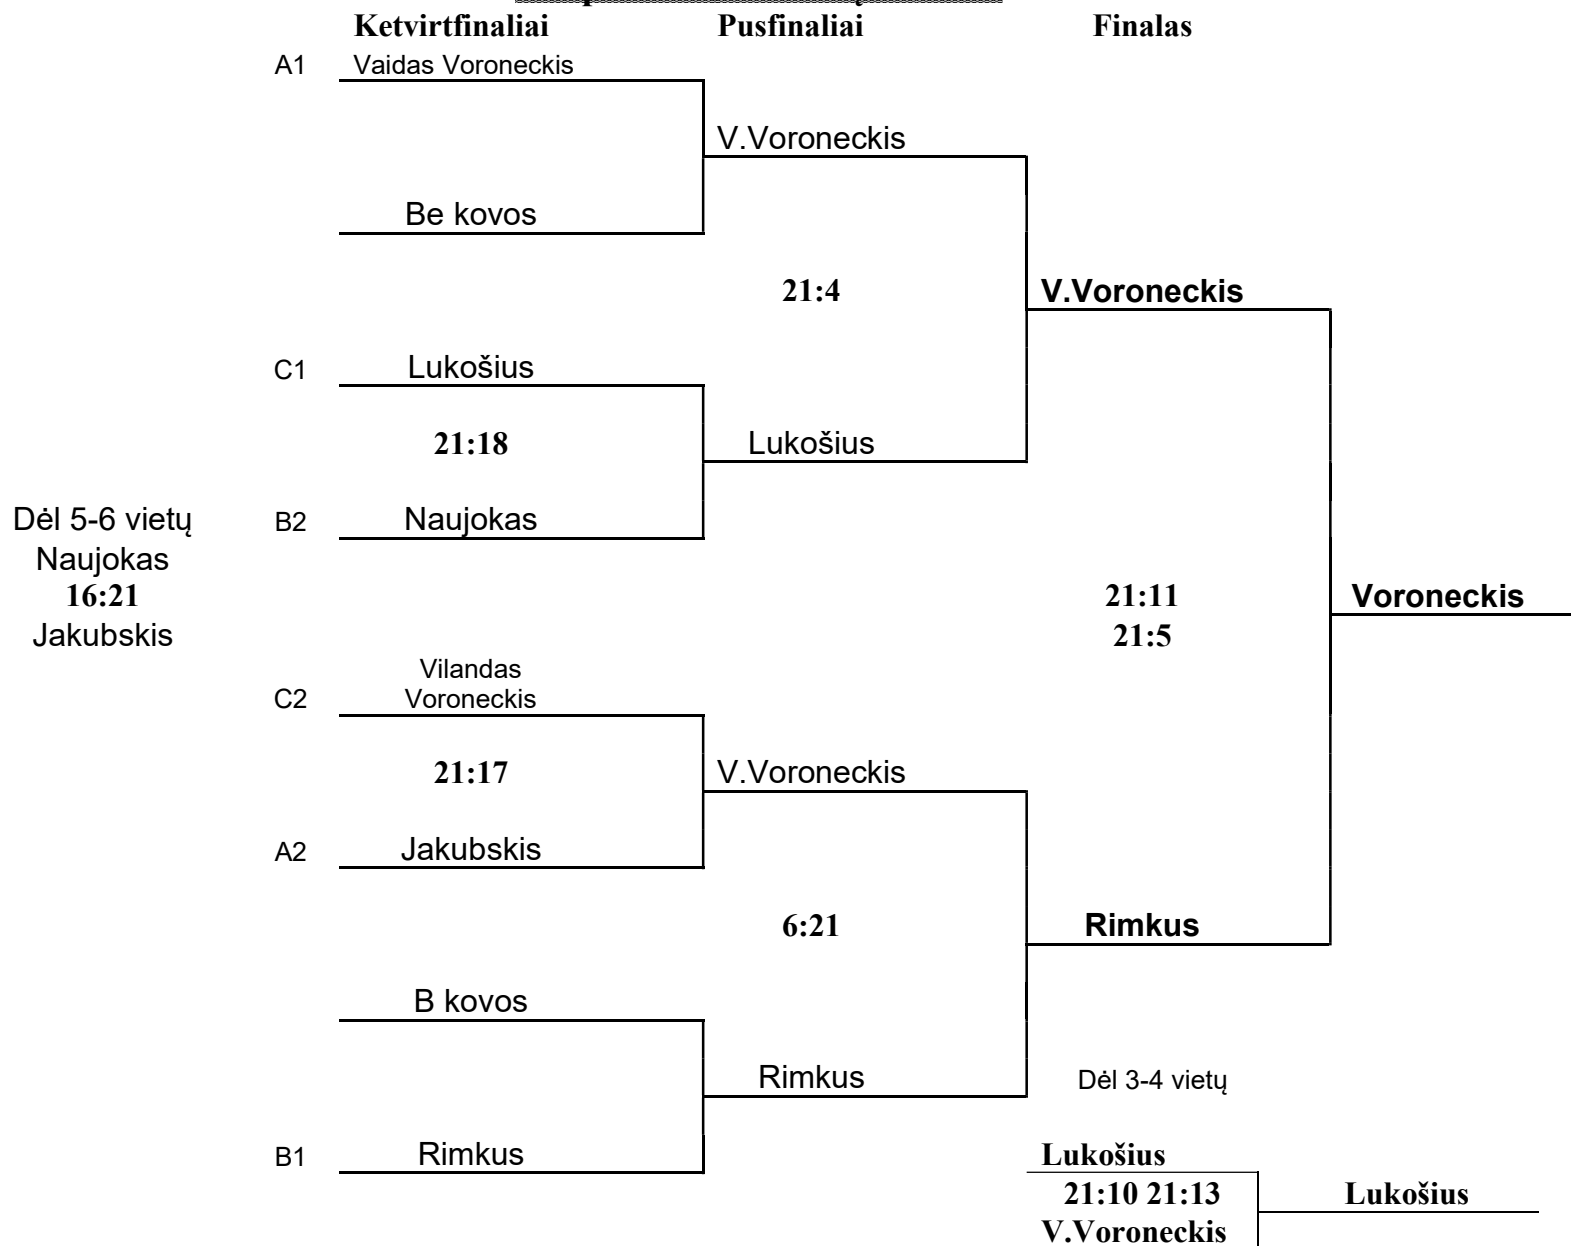 Ketvirtfinaliai Pusfinaliai Finalas
A1 Vaidas Voroneckis
V.Voroneckis
Be kovos
21:4 V.Voroneckis
C1 Lukošius
21:18 Lukošius
Dėl 5-6 vietų B2 Naujokas
Naujokas
16:21 21:11 Voroneckis
Jakubskis 21:5
Vilandas
C2 Voroneckis
21:17 V.Voroneckis
A2 Jakubskis
6:21 Rimkus
B kovos
Rimkus Dėl 3-4 vietų
B1 Rimkus Lukošius
21:10 21:13 Lukošius
V.Voroneckis